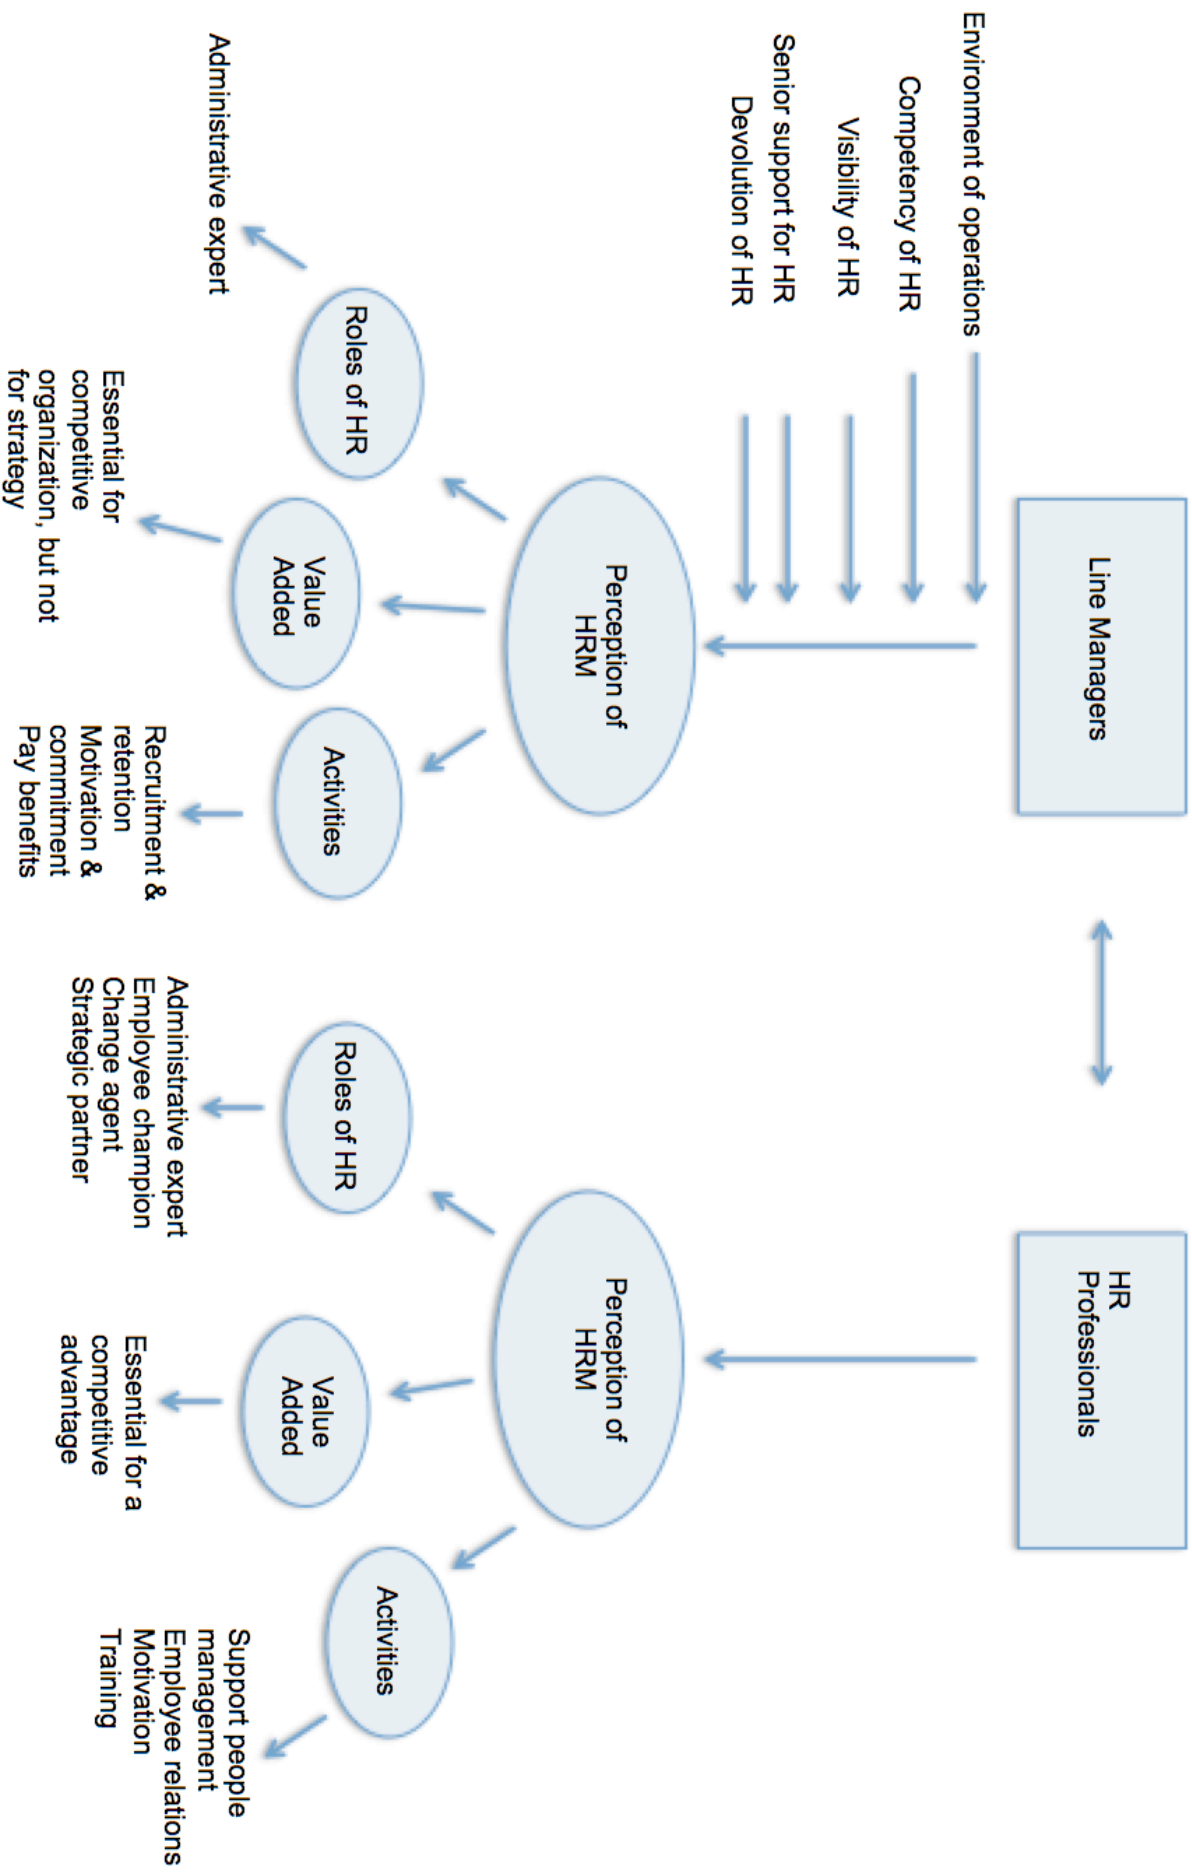 Line Managers
HR
Professionals
Environment of operations
Competency of HR
Visibility of HR
Senior support for HR
Devolution of HR
Perception of
HRM
Perception of
HRM
Roles of HR
Value
Added
Activities
Roles of HR
Value
Added
Activities
Administrative expert
Essential for
competitive
organization, but not
for strategy
Recruitment &
retention
Motivation &
commitment
Pay benefits
Administrative expert
Employee champion
Change agent
Strategic partner
Essential for a
competitive
advantage
Support people
management
Employee relations
Motivation
Training